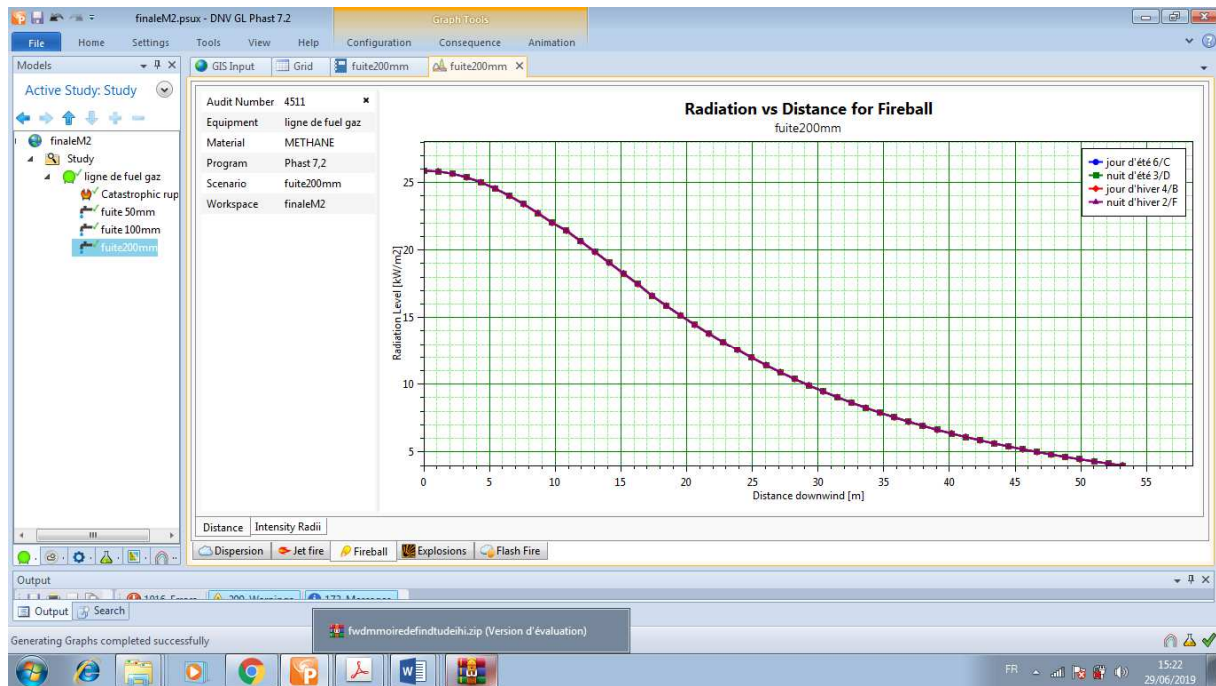 finaleM2.psux - DNV GL Phast 7.2
Graph Tools
File Home Settings Tools View Help Configuration Consequence Animation
Models
GIS Input Grid fuite200mm fuite200mm
Active Study: Study
finaleM2
Study
ligne de fuel gaz
Catastrophic rup
fuite 50mm
fuite 100mm
fuite200mm
Audit Number 4511
Equipment ligne de fuel gaz
Material METHANE
Program Phast 7,2
Scenario fuite200mm
Workspace finaleM2
Radiation vs Distance for Fireball
fuite200mm
jour d'été 6/C
nuit d'été 3/D
jour d'hiver 4/B
nuit d'hiver 2/F
Radiation Level [kW/m2]
25
20
15
10
5
0 5 10 15 20 25 30 35 40 45 50 55
Distance downwind [m]
Distance Intensity Radii
Dispersion Jet fire Fireball Explosions Flash Fire
Output
Output Search
fwdmmoiredefindtudeihi.zip (Version d'évaluation)
Generating Graphs completed successfully
FR
15:22
29/06/2019